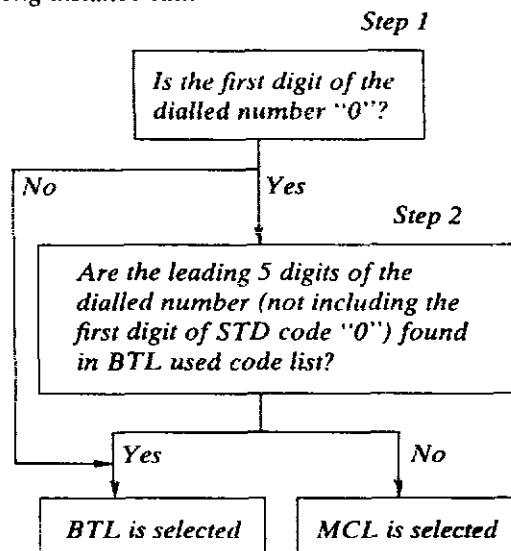 Step 1
Is the first digit of the
dialled number "0"?
No
Yes
Step 2
Are the leading 5 digits of the
dialled number (not including the
first digit of STD code "0") found
in BTL used code list?
Yes
No
BTL is selected
MCL is selected